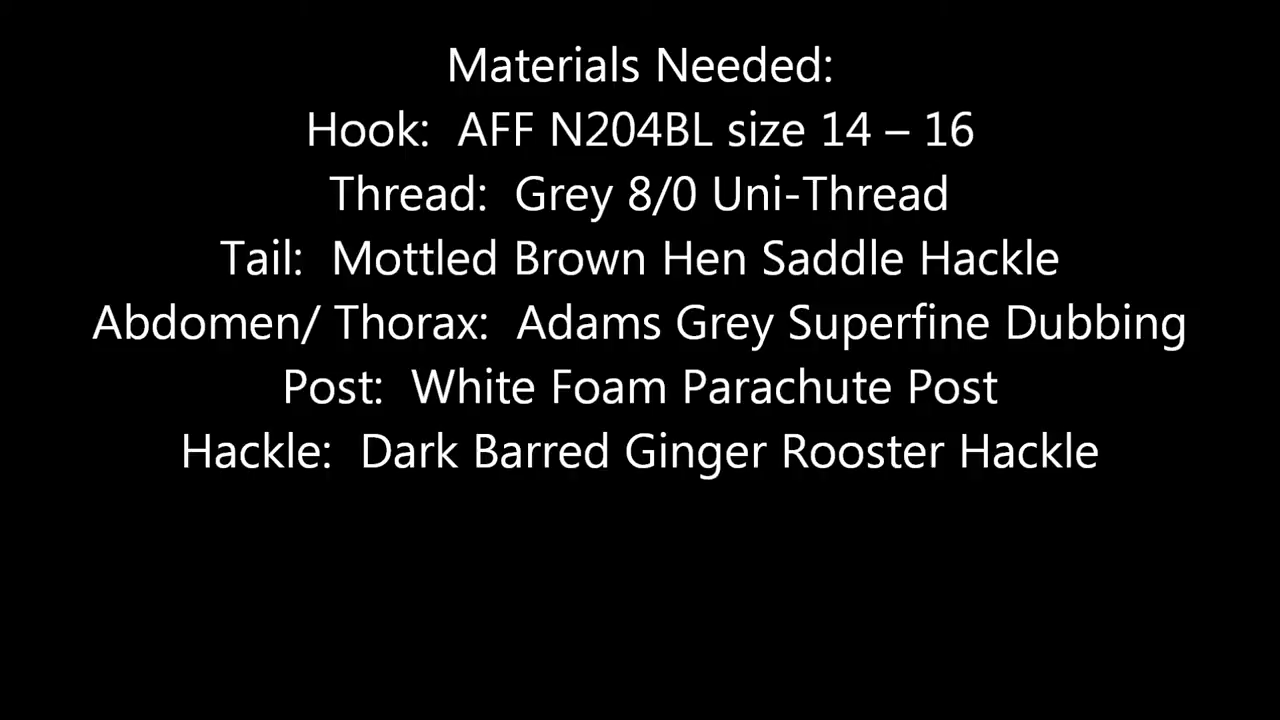 Materials Needed:
Hook:  AFF N204BL size 14 – 16
Thread:  Grey 8/0 Uni-Thread
Tail:  Mottled Brown Hen Saddle Hackle
Abdomen/ Thorax:  Adams Grey Superfine Dubbing
Post:  White Foam Parachute Post
Hackle:  Dark Barred Ginger Rooster Hackle